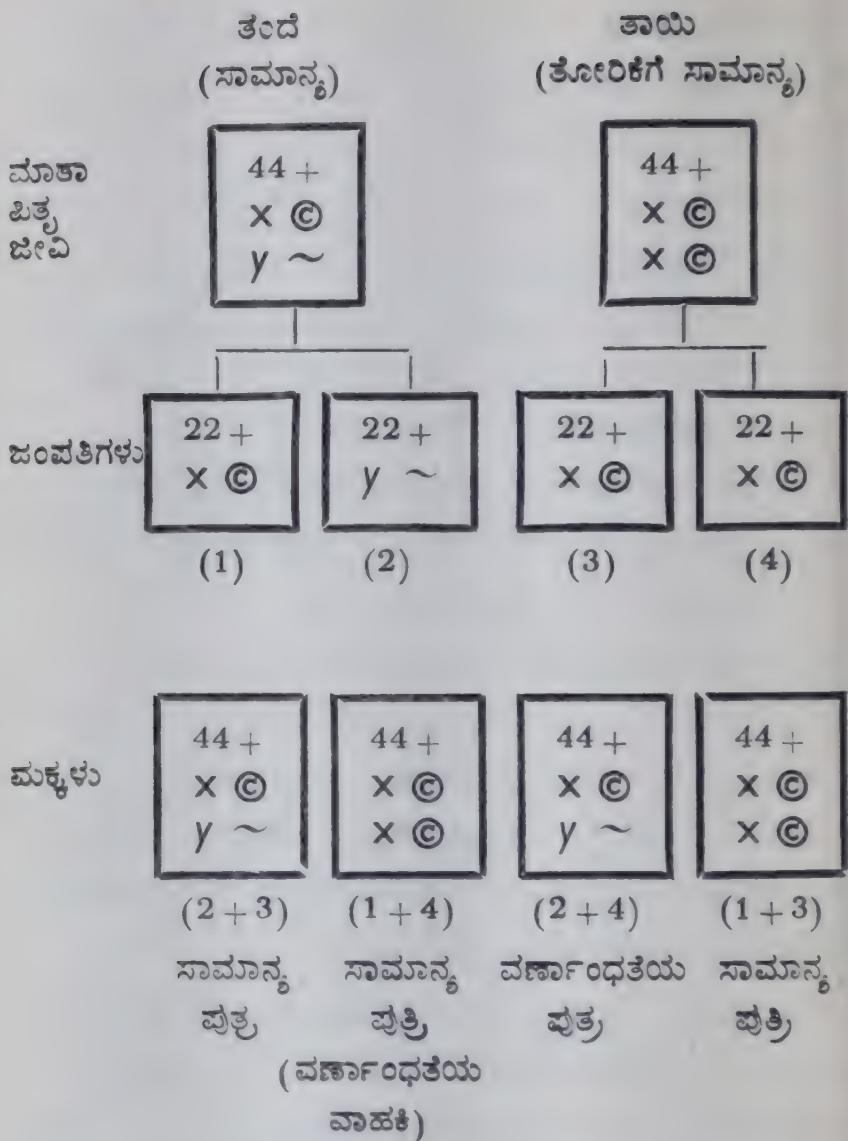 ತಂದೆ ತಾಯಿ
(ಸಾಮಾನ್ಯ) (ತೋರಿಕೆಗೆ ಸಾಮಾನ್ಯ)
ಮಾತಾ
ಪಿತೃ
ಜೀವಿ
44 + 44 +
x © x ©
y ~ x ©
ಜಂಪತಿಗಳು
22 + 22 + 22 + 22 +
x © y ~ x © x ©
(1) (2) (3) (4)
ಮಕ್ಕಳು
44 + 44 + 44 + 44 +
x © x © x © x ©
y ~ x © y ~ x ©
(2 + 3) (1 + 4) (2 + 4) (1 + 3)
ಸಾಮಾನ್ಯ ಸಾಮಾನ್ಯ ವರ್ಣಾಂಧತೆಯ ಸಾಮಾನ್ಯ
ಪುತ್ರ ಪುತ್ರಿ ಪುತ್ರ ಪುತ್ರಿ
(ವರ್ಣಾಂಧತೆಯ
ವಾಹಕಿ)